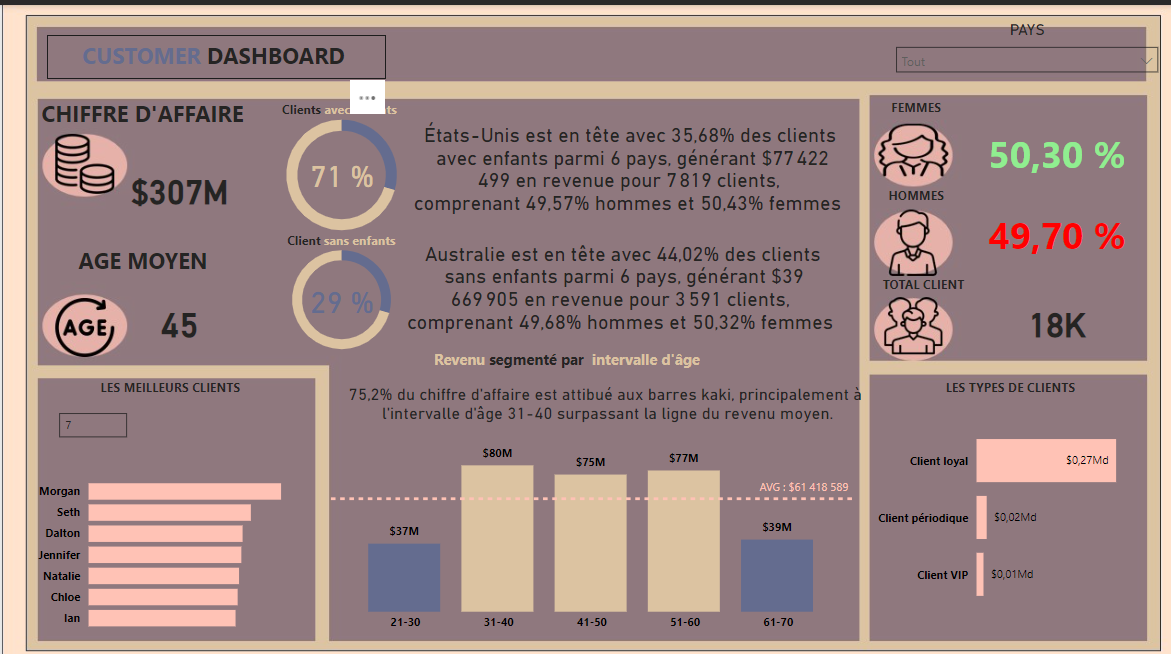 CUSTOMER DASHBOARD
PAYS
Tout
CHIFFRE D'AFFAIRE
$307M
AGE MOYEN
AGE
45
Clients avec
71 %
États-Unis est en tête avec 35,68% des clients
avec enfants parmi 6 pays, générant $77 422
499 en revenue pour 7 819 clients,
comprenant 49,57% hommes et 50,43% femmes
Client sans enfants
29 %
Australie est en tête avec 44,02% des clients
sans enfants parmi 6 pays, générant $39
669 905 en revenue pour 3 591 clients,
comprenant 49,68% hommes et 50,32% femmes
FEMMES
50,30 %
HOMMES
49,70 %
TOTAL CLIENT
18K
LES MEILLEURS CLIENTS
7
Morgan
Seth
Dalton
Jennifer
Natalie
Chloe
Ian
Revenu segmenté par intervalle d'âge
75,2% du chiffre d'affaire est attibué aux barres kaki, principalement à
l'intervalle d'âge 31-40 surpassant la ligne du revenu moyen.
$37M
$80M
$75M
$77M
$39M
AVG : $61 418 589
21-30
31-40
41-50
51-60
61-70
LES TYPES DE CLIENTS
Client loyal
$0,27Md
Client périodique
$0,02Md
Client VIP
$0,01Md